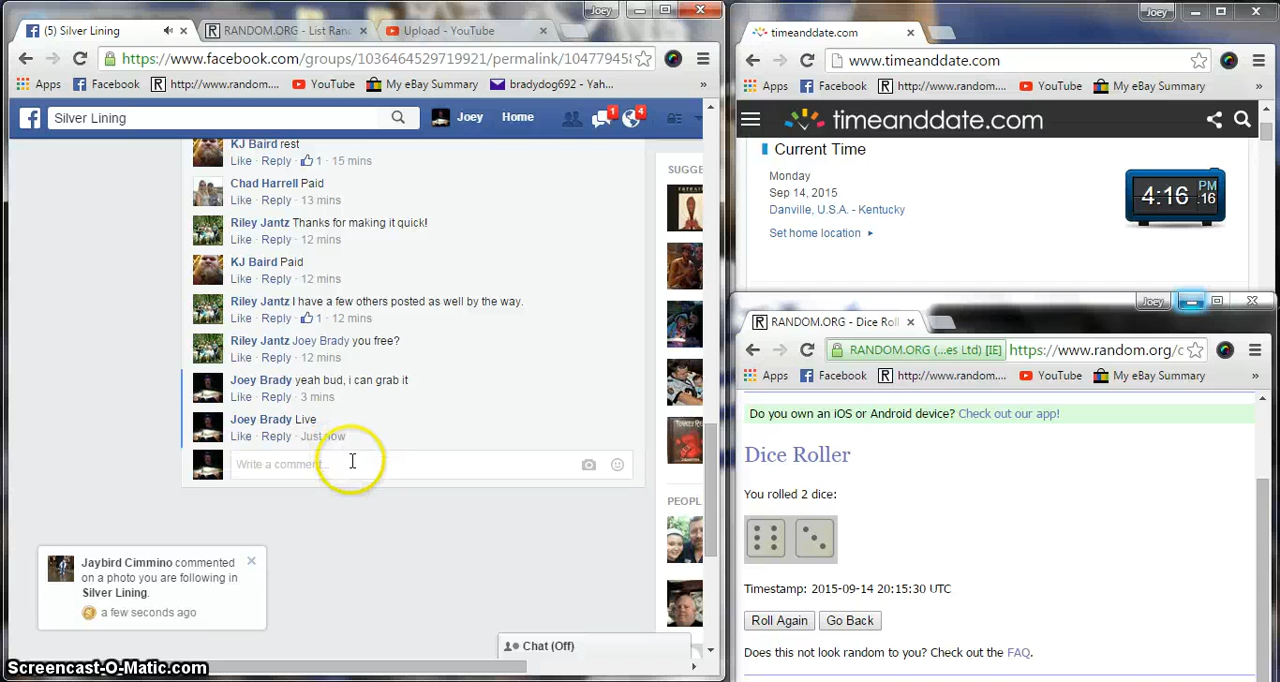 Joey
(5) Silver Lining
RANDOM.ORG - List Ran
Upload - YouTube
https://www.facebook.com/groups/1036464529719921/permalink/10477945
Apps
Facebook
http://www.random....
YouTube
My eBay Summary
bradydog692 - Yah...
»
Silver Lining
Joey
Home
1
4
KJ Baird rest
Like · Reply · 1 · 15 mins
Chad Harrell Paid
Like · Reply · 13 mins
Riley Jantz Thanks for making it quick!
Like · Reply · 12 mins
KJ Baird Paid
Like · Reply · 12 mins
Riley Jantz I have a few others posted as well by the way.
Like · Reply · 1 · 12 mins
Riley Jantz Joey Brady you free?
Like · Reply · 12 mins
Joey Brady yeah bud, i can grab it
Like · Reply · 3 mins
Joey Brady Live
Like · Reply · Just now
Write a comment...
SUGGE
PEOPL
Jaybird Cimmino commented
on a photo you are following in
Silver Lining.
a few seconds ago
Chat (Off)
Screencast-O-Matic.com
Joey
timeanddate.com
www.timeanddate.com
Apps
Facebook
http://www.random....
YouTube
My eBay Summary
»
timeanddate.com
Current Time
Monday
Sep 14, 2015
Danville, U.S.A. - Kentucky
Set home location
4:16 PM :16
Joey
RANDOM.ORG - Dice Roll
RANDOM.ORG (...es Ltd) [IE]
https://www.random.org/c
Apps
Facebook
http://www.random....
YouTube
My eBay Summary
»
Do you own an iOS or Android device? Check out our app!
Dice Roller
You rolled 2 dice:
Timestamp: 2015-09-14 20:15:30 UTC
Roll Again
Go Back
Does this not look random to you? Check out the FAQ.